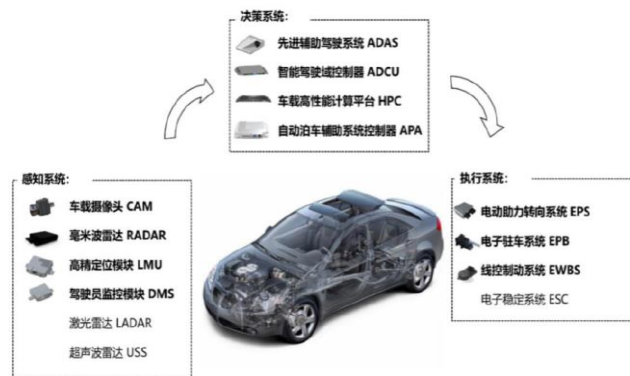 决策系统：
先进辅助驾驶系统 ADAS
智能驾驶域控制器 ADCU
车载高性能计算平台 HPC
自动泊车辅助系统控制器 APA
感知系统：
车载摄像头 CAM
毫米波雷达 RADAR
高精定位模块 LMU
驾驶员监控模块 DMS
激光雷达 LADAR
超声波雷达 USS
执行系统：
电动助力转向系统 EPS
电子驻车系统 EPB
线控制动系统 EWBS
电子稳定系统 ESC